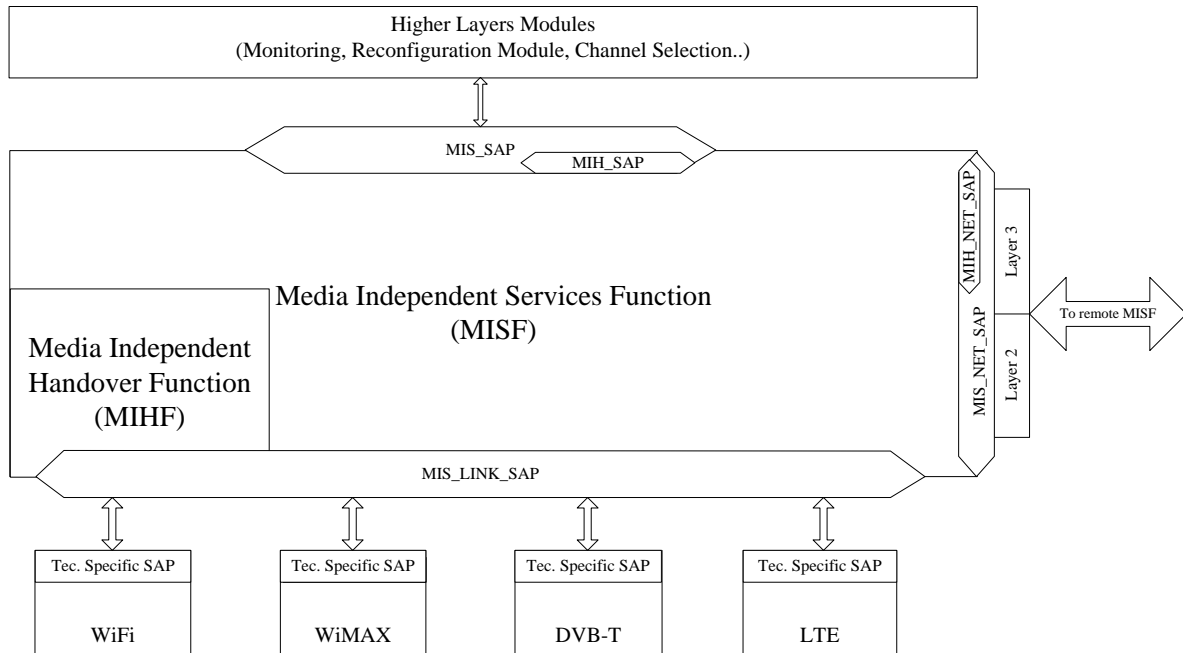 Higher Layers Modules
(Monitoring, Reconfiguration Module, Channel Selection..)
MIS_SAP
MIH_SAP
MIH_NET_SAP
MIS_NET_SAP
Layer 3
Layer 2
To remote MISF
Media Independent Services Function
(MISF)
Media Independent
Handover Function
(MIHF)
MIS_LINK_SAP
Tec. Specific SAP
WiFi
Tec. Specific SAP
WiMAX
Tec. Specific SAP
DVB-T
Tec. Specific SAP
LTE